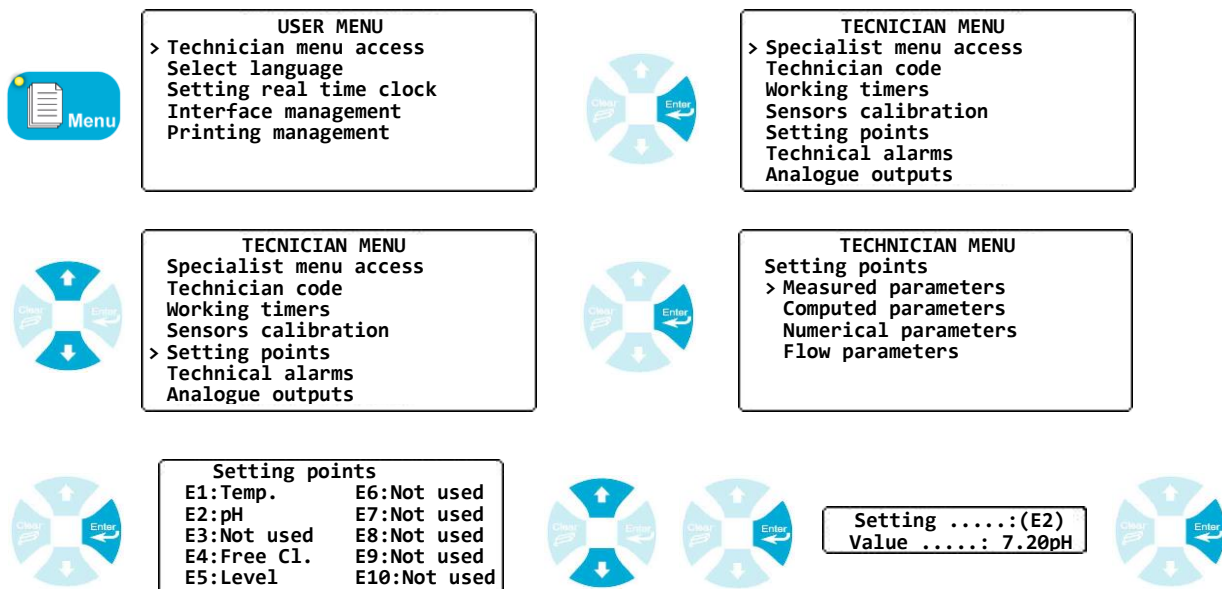 Menu
USER MENU
> Technician menu access
Select language
Setting real time clock
Interface management
Printing management
Clear
Enter
TECNICIAN MENU
> Specialist menu access
Technician code
Working timers
Sensors calibration
Setting points
Technical alarms
Analogue outputs
Clear
Enter
TECNICIAN MENU
Specialist menu access
Technician code
Working timers
Sensors calibration
> Setting points
Technical alarms
Analogue outputs
Clear
Enter
TECHNICIAN MENU
Setting points
> Measured parameters
Computed parameters
Numerical parameters
Flow parameters
Clear
Enter
Setting points
E1:Temp. E6:Not used
E2:pH E7:Not used
E3:Not used E8:Not used
E4:Free Cl. E9:Not used
E5:Level E10:Not used
Clear
Enter
Clear
Enter
Setting .....:(E2)
Value .....: 7.20pH
Clear
Enter